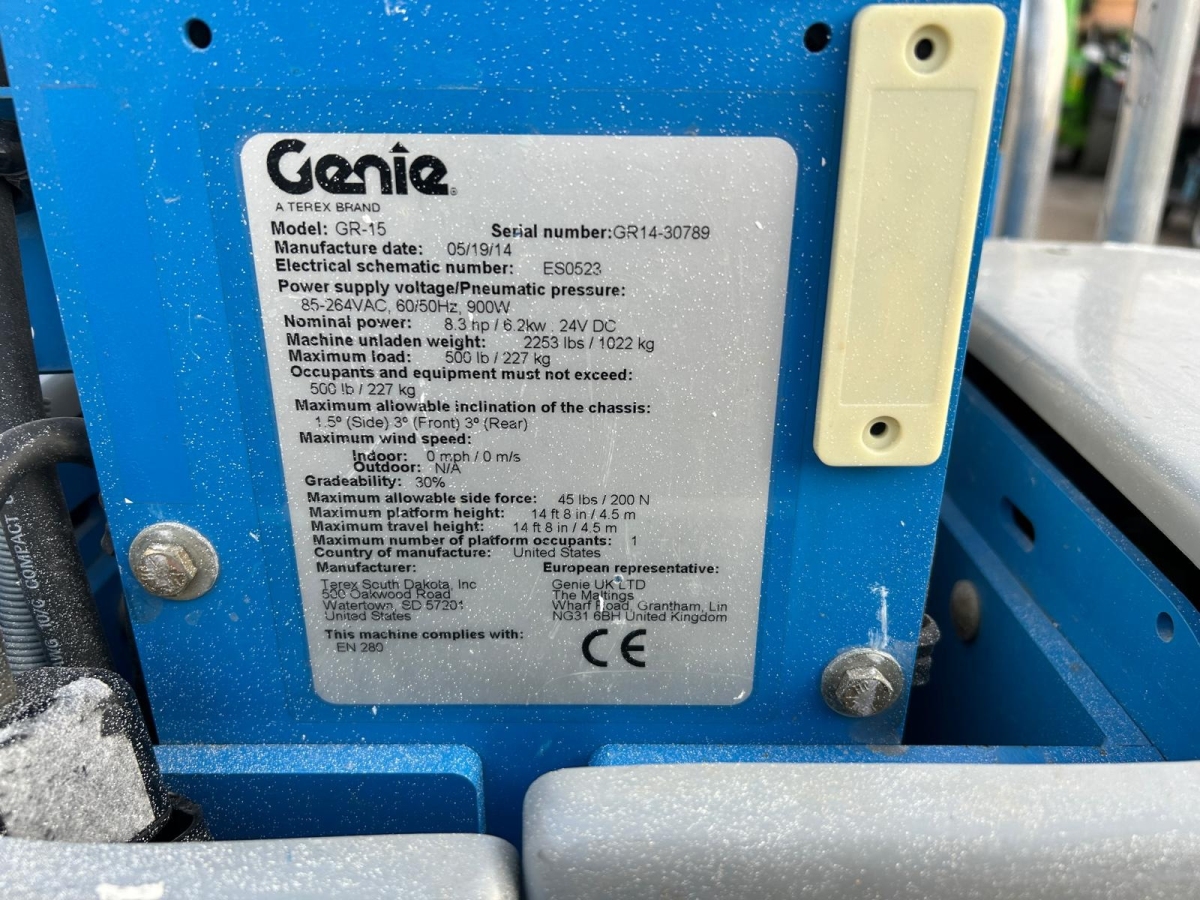 Genie®
A TEREX BRAND
Model: GR-15 Serial number:GR14-30789
Manufacture date: 05/19/14
Electrical schematic number: ES0523
Power supply voltage/Pneumatic pressure:
85-264VAC, 60/50Hz, 900W
Nominal power: 8.3 hp / 6.2kw , 24V DC
Machine unladen weight: 2253 lbs / 1022 kg
Maximum load: 500 lb / 227 kg
Occupants and equipment must not exceed:
500 lb / 227 kg
Maximum allowable inclination of the chassis:
1.5º (Side) 3º (Front) 3º (Rear)
Maximum wind speed:
Indoor: 0 mph / 0 m/s
Outdoor: N/A
Gradeability: 30%
Maximum allowable side force: 45 lbs / 200 N
Maximum platform height: 14 ft 8 in / 4.5 m
Maximum travel height: 14 ft 8 in / 4.5 m
Maximum number of platform occupants: 1
Country of manufacture: United States
Manufacturer: European representative:
Terex South Dakota, Inc Genie UK LTD
500 Oakwood Road The Maltings
Watertown, SD 57201 Wharf Road, Grantham, Lin
United States NG31 6BH United Kingdom
This machine complies with:
EN 280
CE
COMPACT